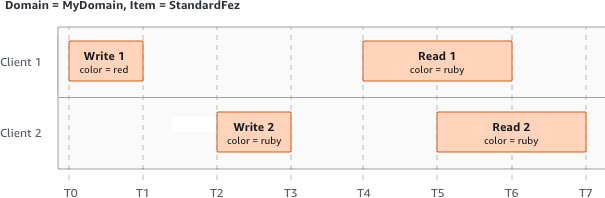 Domain = MyDomain, Item = StandardFez
Client 1
Write 1
color = red
Read 1
color = ruby
Client 2
Write 2
color = ruby
Read 2
color = ruby
T0 T1 T2 T3 T4 T5 T6 T7